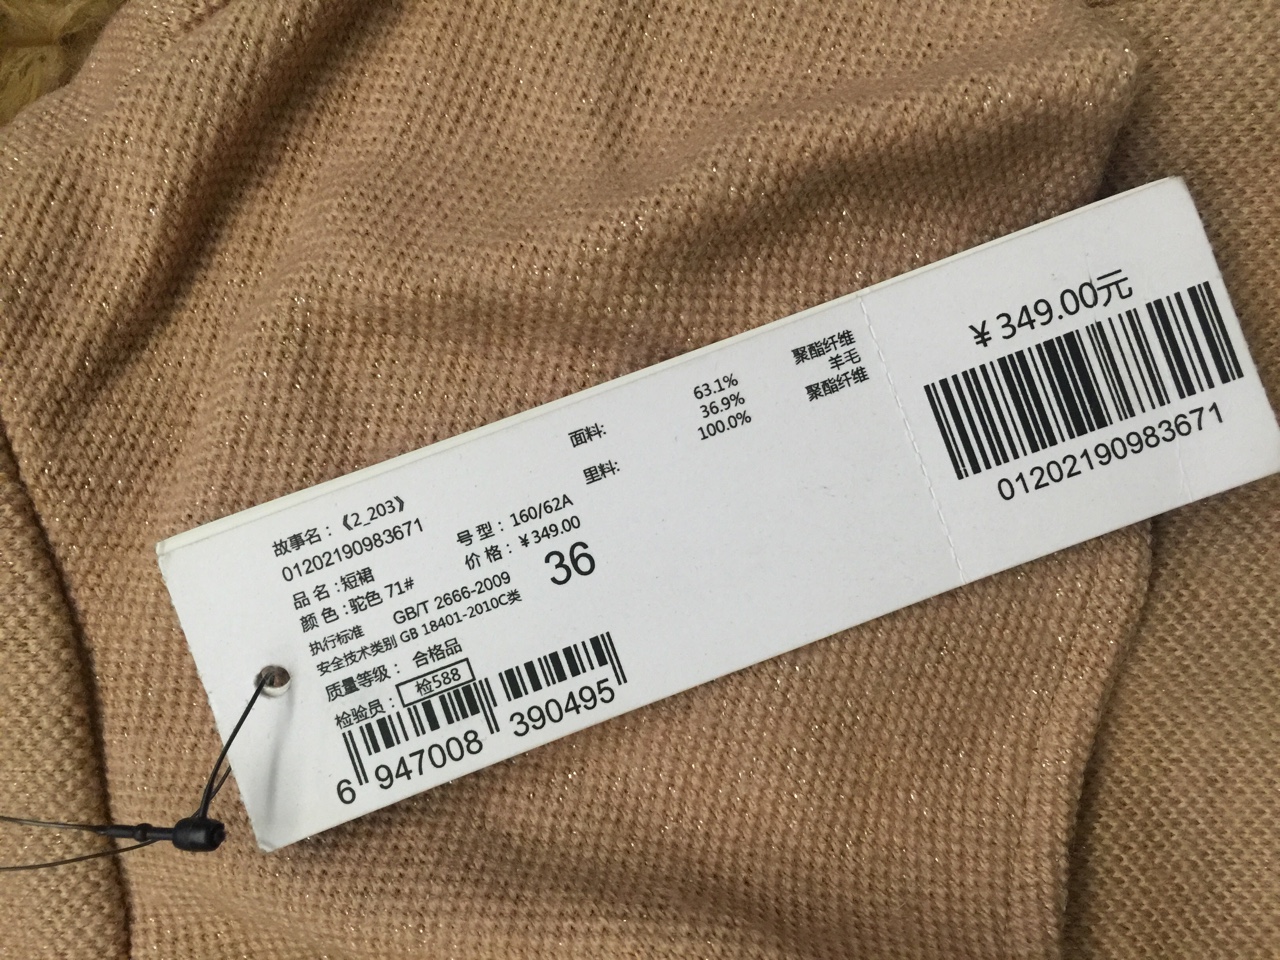 故事名：《2_203》
01202190983671
品 名：短裙
颜 色：驼色 71#
号 型：160/62A
价 格：¥349.00
36
执行标准 GB/T 2666-2009
安全技术类别 GB 18401-2010C类
质量等级： 合格品
检验员： 检588
6 947008 390495
面料: 63.1% 聚酯纤维
36.9% 羊毛
里料: 100.0% 聚酯纤维
¥349.00元
01202190983671